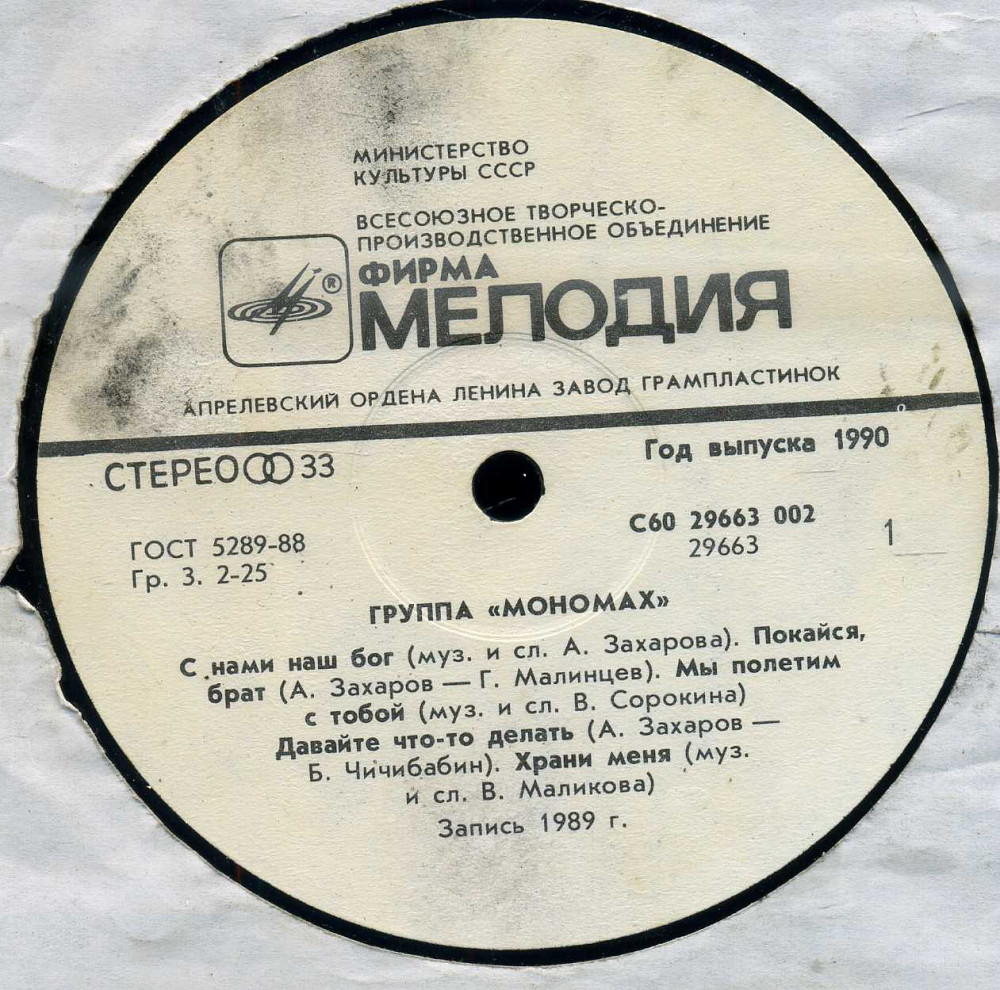 МИНИСТЕРСТВО
КУЛЬТУРЫ СССР
ВСЕСОЮЗНОЕ ТВОРЧЕСКО-
ПРОИЗВОДСТВЕННОЕ ОБЪЕДИНЕНИЕ
®
ФИРМА
МЕЛОДИЯ
АПРЕЛЕВСКИЙ ОРДЕНА ЛЕНИНА ЗАВОД ГРАМПЛАСТИНОК
СТЕРЕО 33
Год выпуска 1990
ГОСТ 5289-88
Гр. 3. 2-25
С60 29663 002
29663
1
ГРУППА «МОНОМАХ»
С нами наш бог (муз. и сл. А. Захарова). Покайся,
брат (А. Захаров — Г. Малинцев). Мы полетим
с тобой (муз. и сл. В. Сорокина)
Давайте что-то делать (А. Захаров —
Б. Чичибабин). Храни меня (муз.
и сл. В. Маликова)
Запись 1989 г.